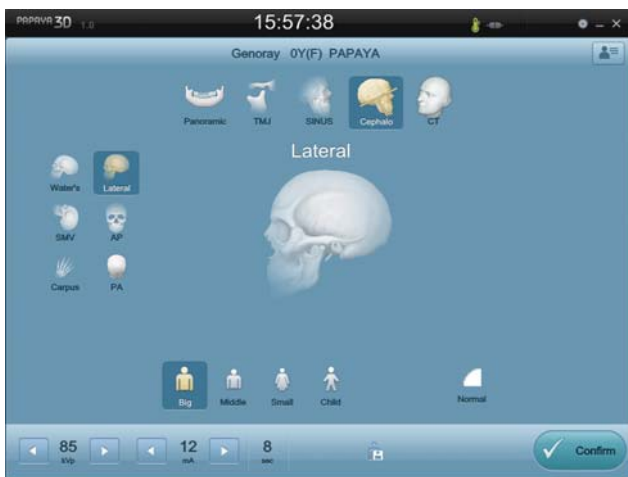 PAPAYA 3D 1.0 15:57:38
Genoray 0Y(F) PAPAYA
Panoramic TMJ SINUS Cephalo CT
Lateral
Water's Lateral
SMV AP
Carpus PA
Big Middle Small Child Normal
85 12 8 Confirm
kVp mA sec